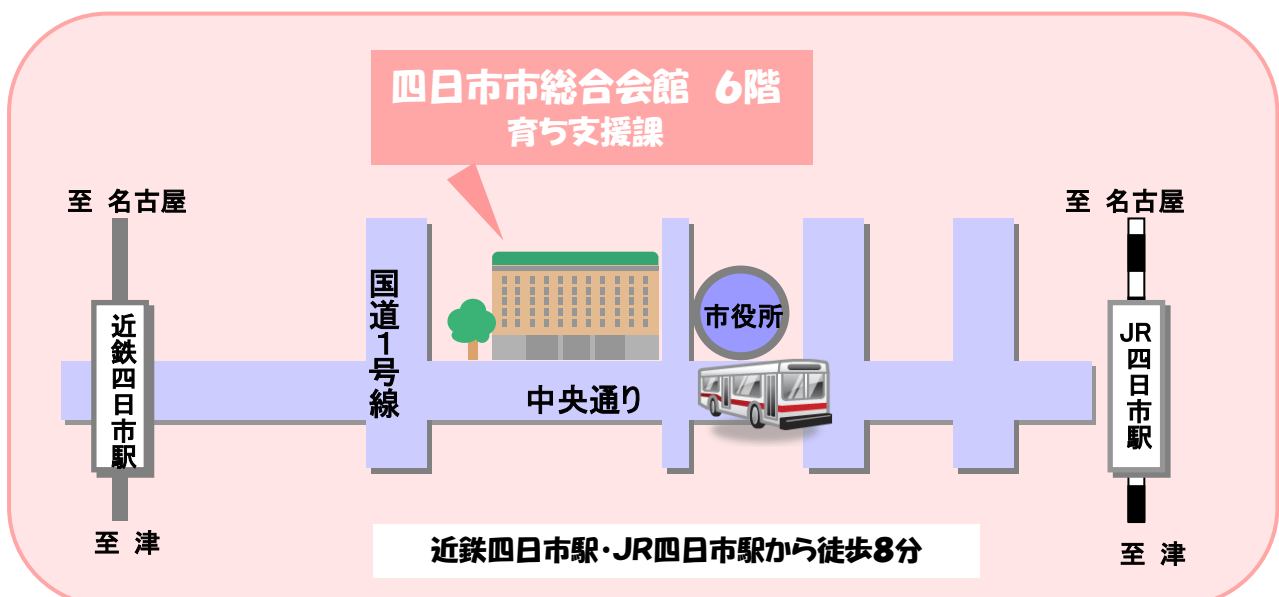 四日市市総合会館 6階
育ち支援課
至 名古屋
至 名古屋
国道1号線
市役所
近鉄四日市駅
JR四日市駅
中央通り
至 津
至 津
近鉄四日市駅・JR四日市駅から徒歩8分